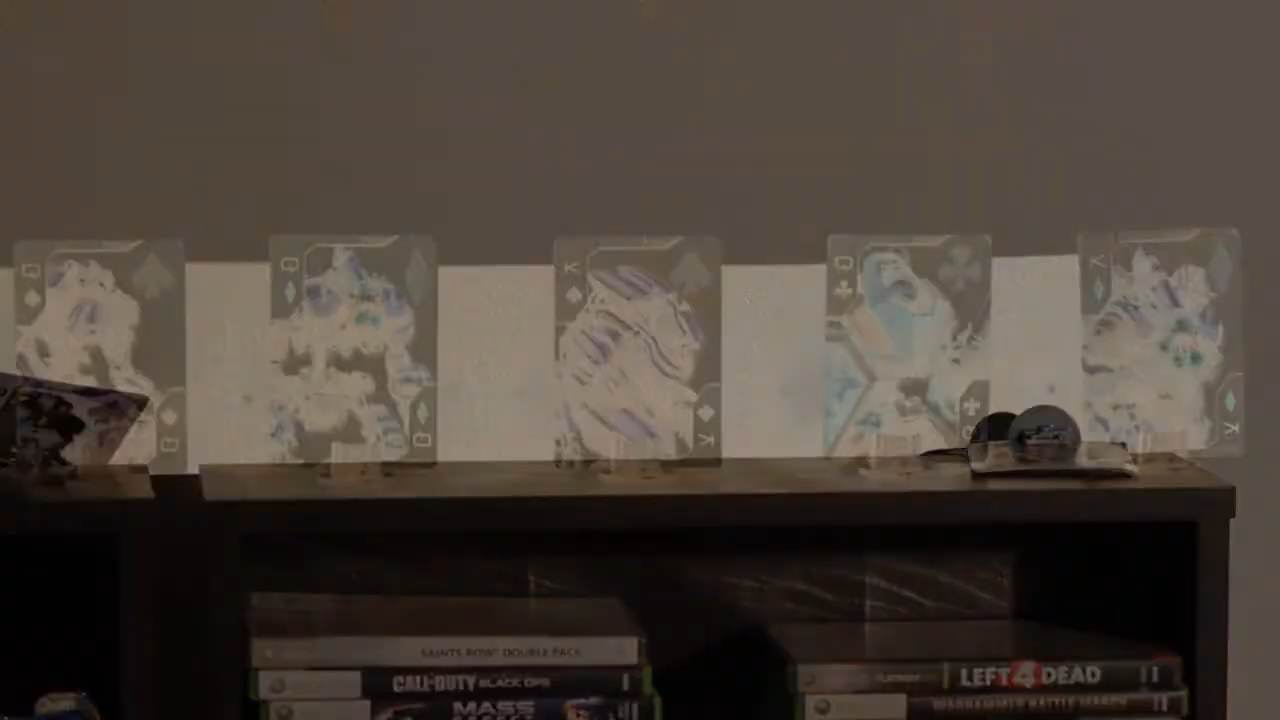 Q
Q
K
Q
K
Q
Q
K
K
SAINTS ROW DOUBLE PACK
CALL·DUTY BLACK OPS
MASS
LEFT 4 DEAD
WARHAMMER BATTLE MARCH